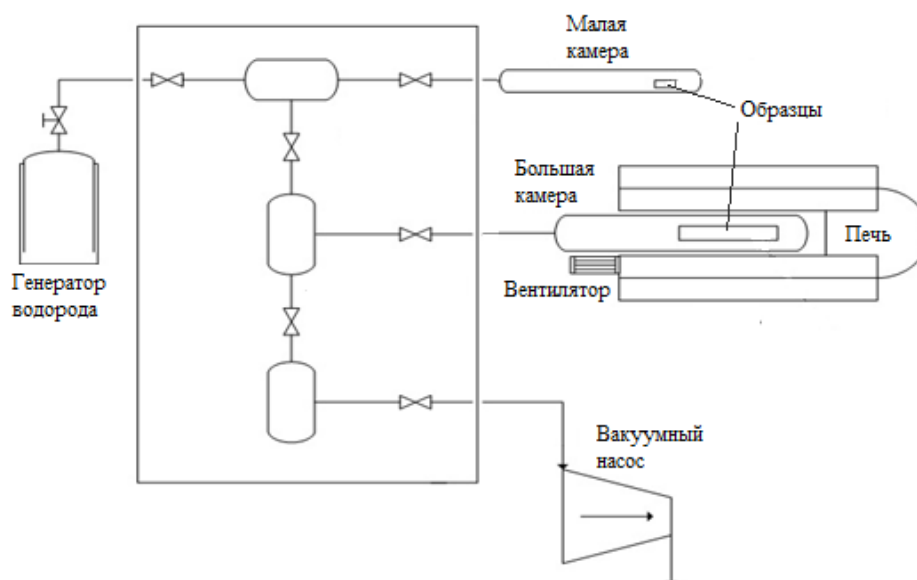 Малая
камера
Образцы
Большая
камера
Печь
Генератор
водорода
Вентилятор
Вакуумный
насос